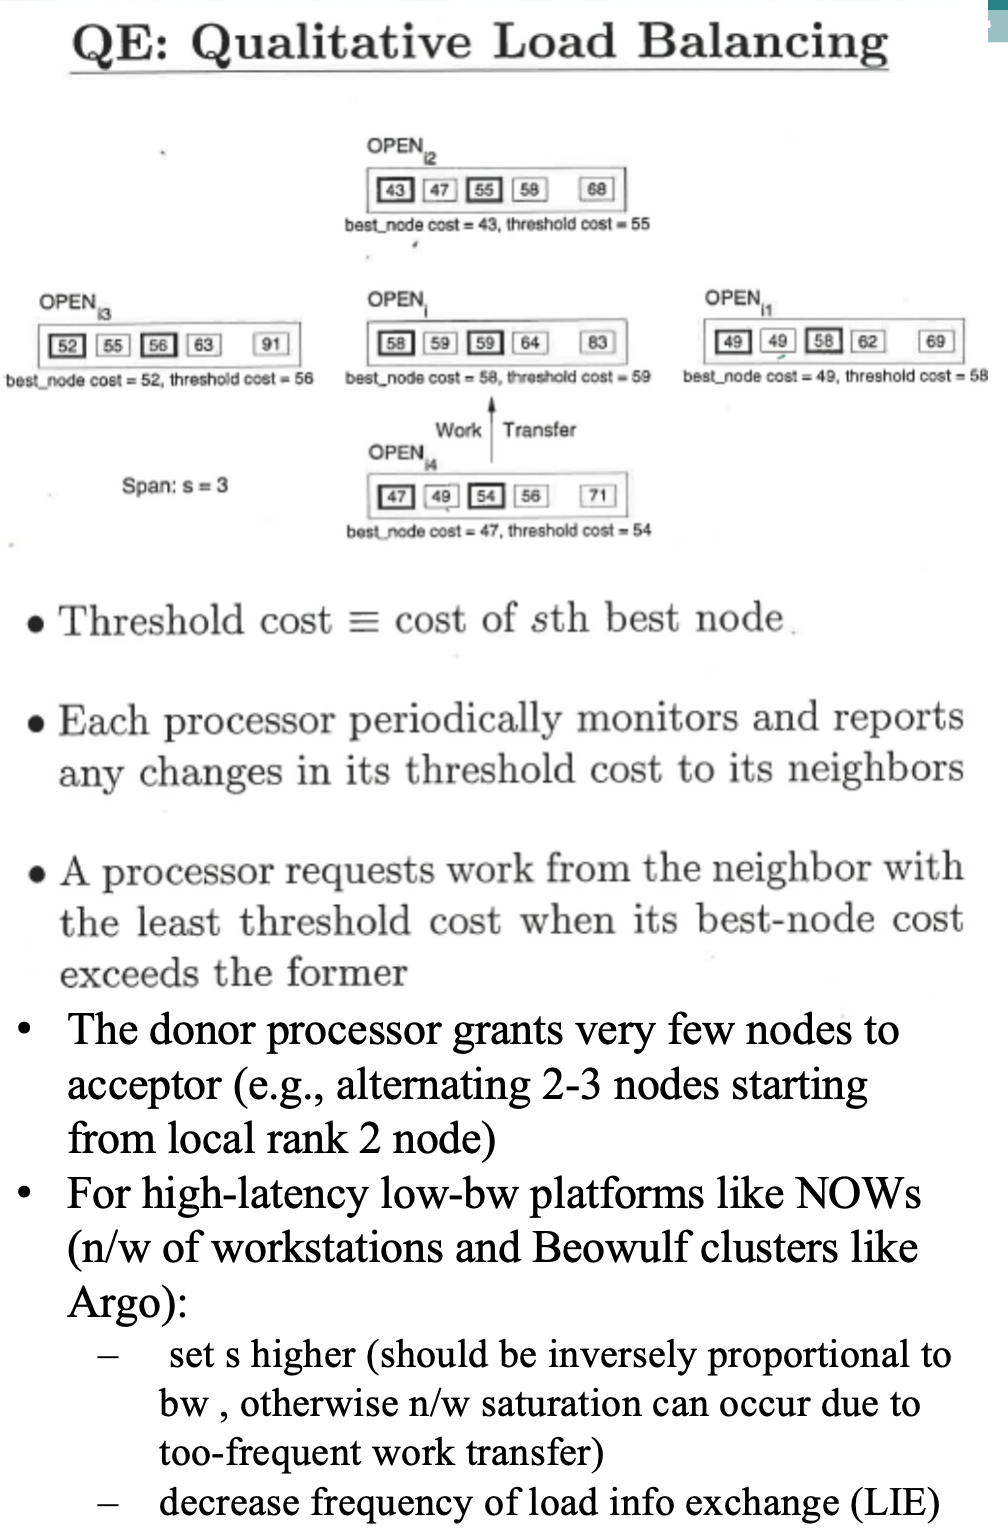 QE: Qualitative Load Balancing
OPEN i2
43 47 55 58 68
best_node cost = 43, threshold cost = 55
OPEN i3
52 55 56 63 91
best_node cost = 52, threshold cost = 56
OPEN i
58 59 59 64 83
best_node cost = 58, threshold cost = 59
OPEN i1
49 49 58 62 69
best_node cost = 49, threshold cost = 58
Work Transfer
OPEN i4
Span: s = 3
47 49 54 56 71
best_node cost = 47, threshold cost = 54
• Threshold cost ≡ cost of sth best node
• Each processor periodically monitors and reports
any changes in its threshold cost to its neighbors
• A processor requests work from the neighbor with
the least threshold cost when its best-node cost
exceeds the former
• The donor processor grants very few nodes to
acceptor (e.g., alternating 2-3 nodes starting
from local rank 2 node)
• For high-latency low-bw platforms like NOWs
(n/w of workstations and Beowulf clusters like
Argo):
– set s higher (should be inversely proportional to
bw , otherwise n/w saturation can occur due to
too-frequent work transfer)
– decrease frequency of load info exchange (LIE)